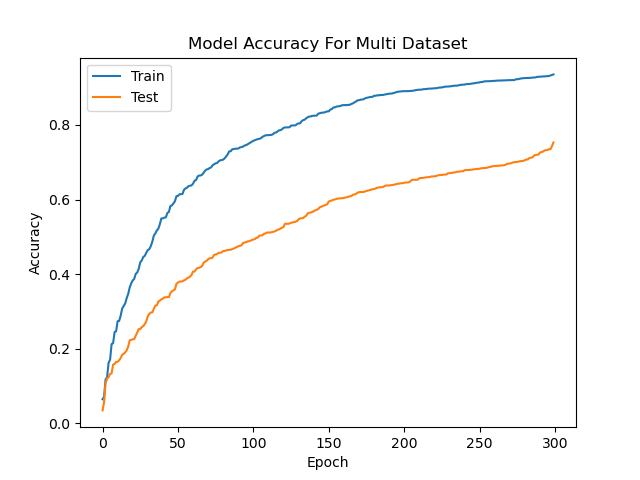 Model Accuracy For Multi Dataset
Train
Test
Accuracy
0.8
0.6
0.4
0.2
0.0
0 50 100 150 200 250 300
Epoch